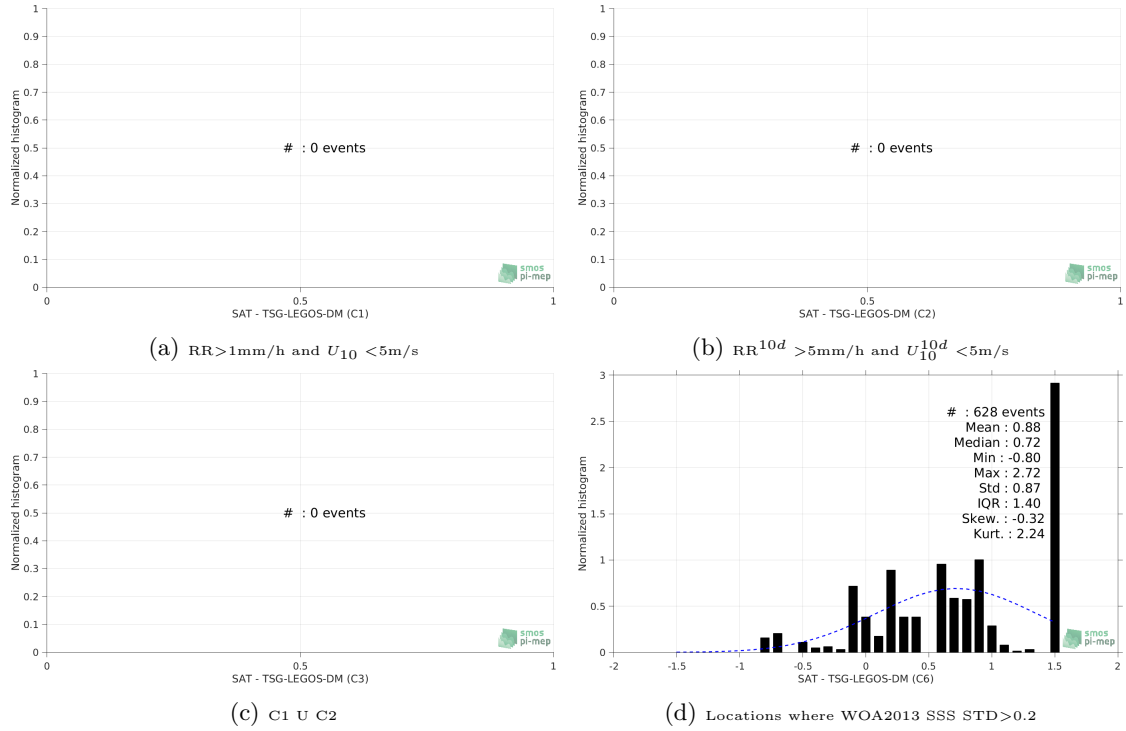 1
0.9
0.8
0.7
0.6
0.5
0.4
0.3
0.2
0.1
0
Normalized histogram
# : 0 events
smos
pi-mep
0 0.5 1
SAT - TSG-LEGOS-DM (C1)
(a) RR>1mm/h and U10 <5m/s
1
0.9
0.8
0.7
0.6
0.5
0.4
0.3
0.2
0.1
0
Normalized histogram
# : 0 events
smos
pi-mep
0 0.5 1
SAT - TSG-LEGOS-DM (C2)
(b) RR10d >5mm/h and U10d10 <5m/s
1
0.9
0.8
0.7
0.6
0.5
0.4
0.3
0.2
0.1
0
Normalized histogram
# : 0 events
smos
pi-mep
0 0.5 1
SAT - TSG-LEGOS-DM (C3)
(c) C1 U C2
3
2.5
2
1.5
1
0.5
0
Normalized histogram
# : 628 events
Mean : 0.88
Median : 0.72
Min : -0.80
Max : 2.72
Std : 0.87
IQR : 1.40
Skew. : -0.32
Kurt. : 2.24
smos
pi-mep
-2 -1.5 -1 -0.5 0 0.5 1 1.5 2
SAT - TSG-LEGOS-DM (C6)
(d) Locations where WOA2013 SSS STD>0.2